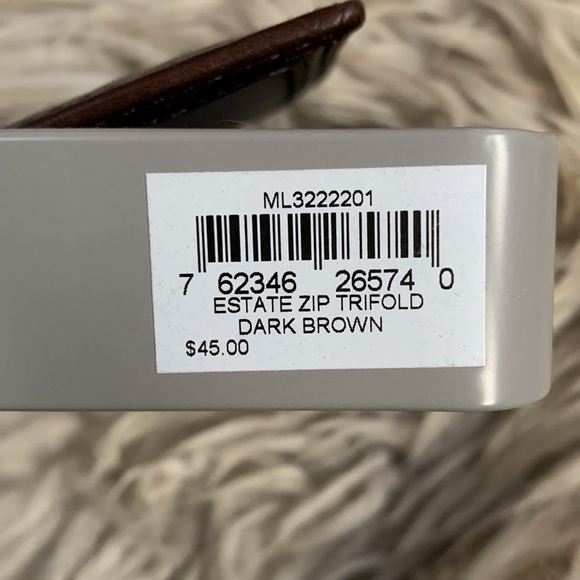 ML3222201
7 62346 26574 0
ESTATE ZIP TRIFOLD
DARK BROWN
$45.00